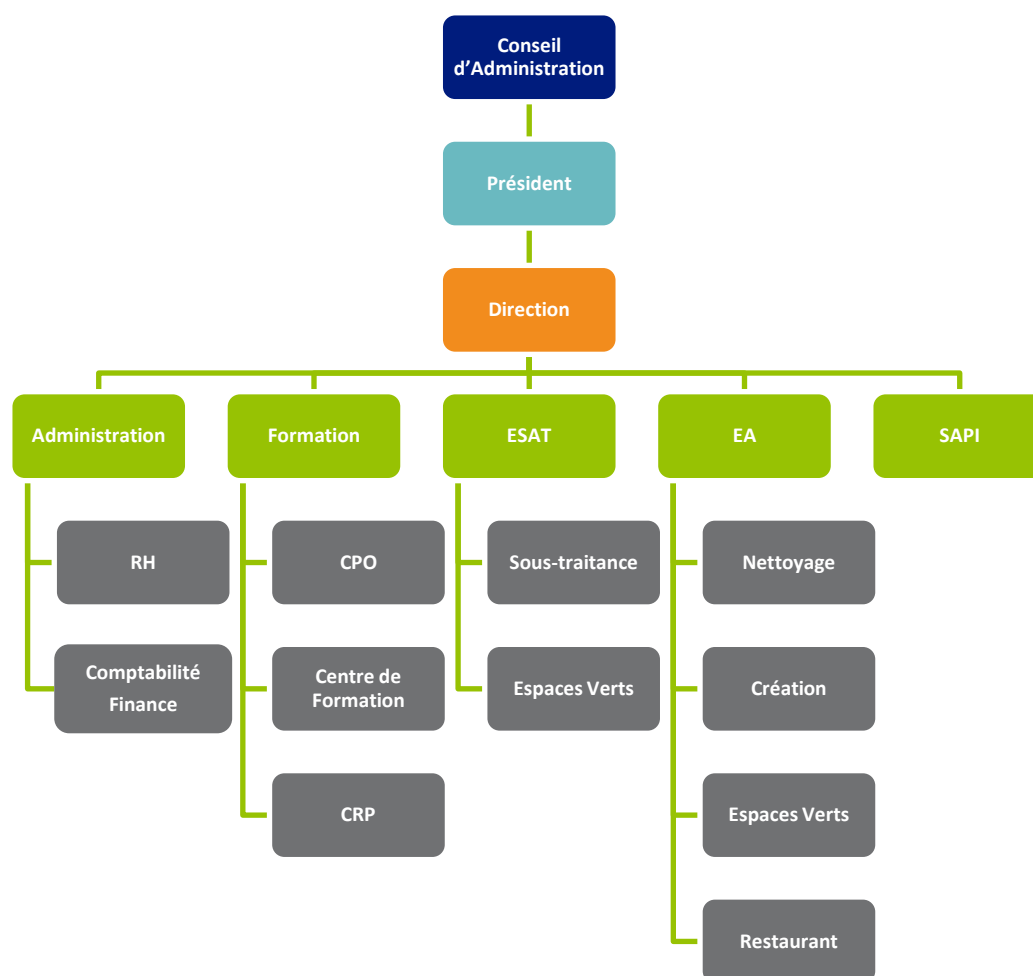 Conseil
d’Administration
Président
Direction
Administration
Formation
ESAT
EA
SAPI
RH
CPO
Sous-traitance
Nettoyage
Comptabilité
Finance
Centre de
Formation
Espaces Verts
Création
CRP
Espaces Verts
Restaurant